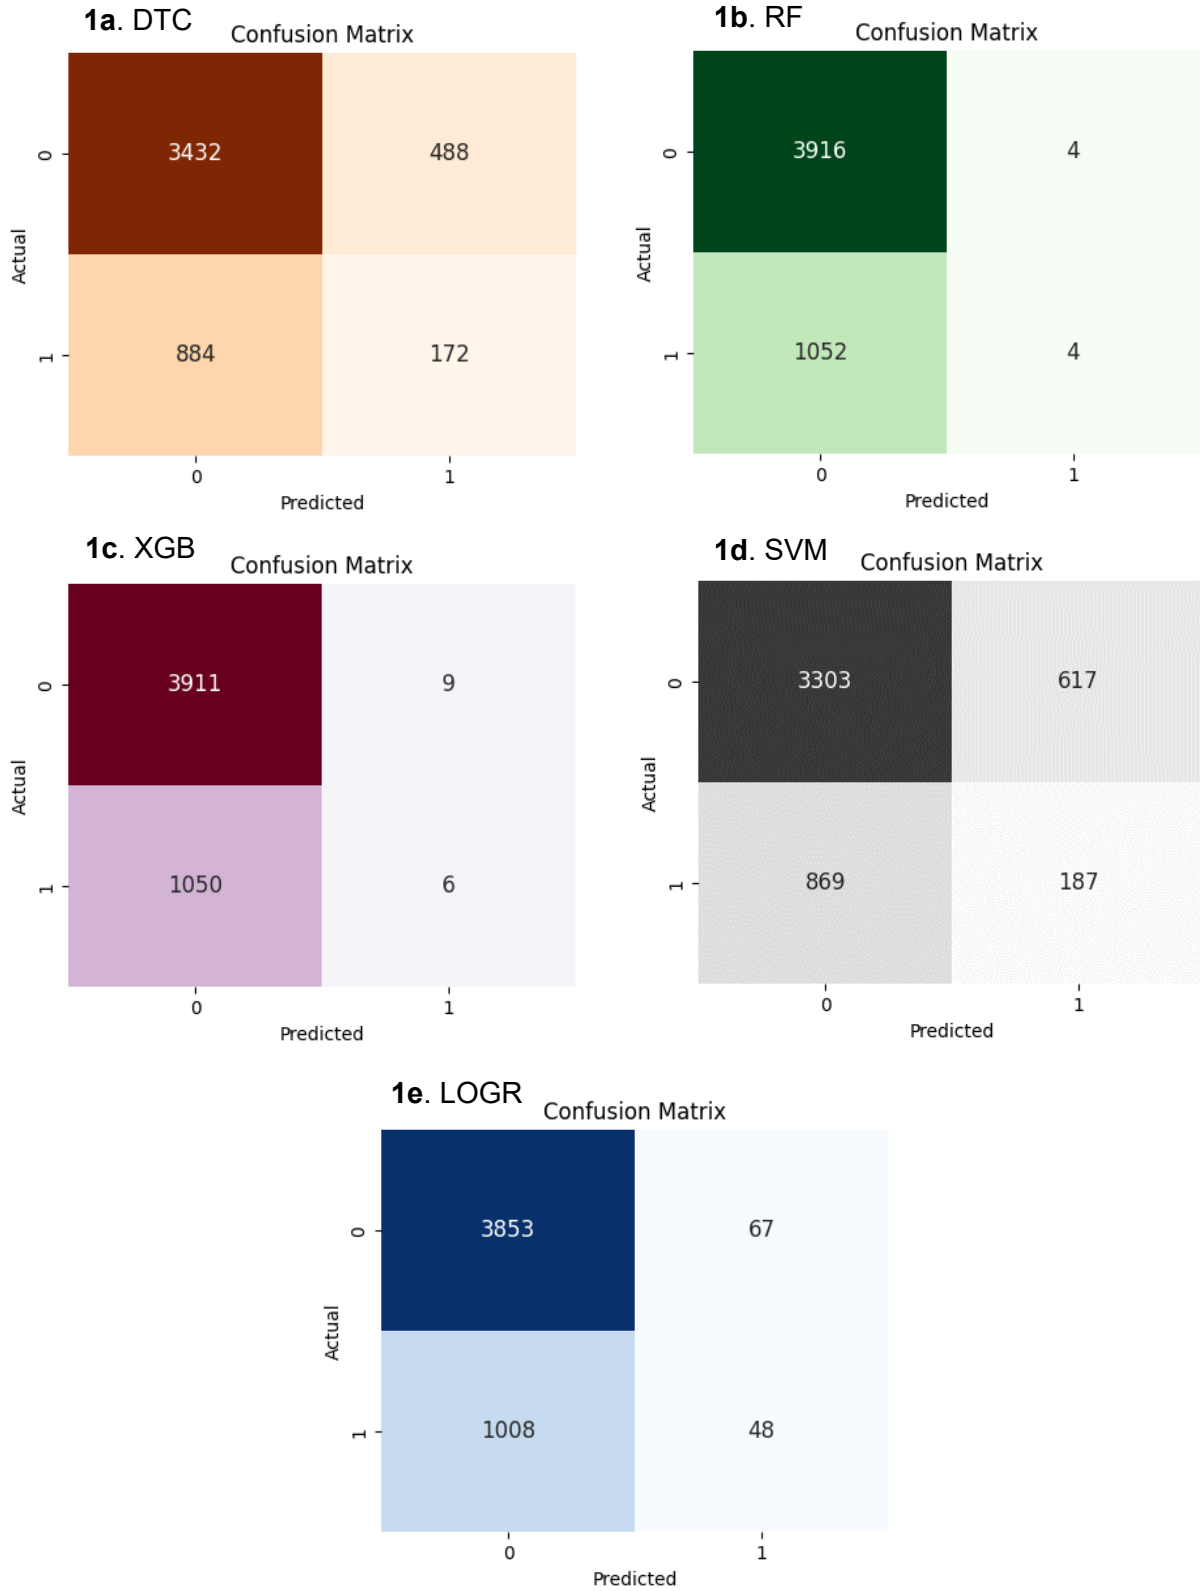 1a. DTC
Confusion Matrix
0
3432
488
Actual
1
884
172
0
1
Predicted
1b. RF
Confusion Matrix
0
3916
4
Actual
1
1052
4
0
1
Predicted
1c. XGB
Confusion Matrix
0
3911
9
Actual
1
1050
6
0
1
Predicted
1d. SVM
Confusion Matrix
0
3303
617
Actual
1
869
187
0
1
Predicted
1e. LOGR
Confusion Matrix
0
3853
67
Actual
1
1008
48
0
1
Predicted